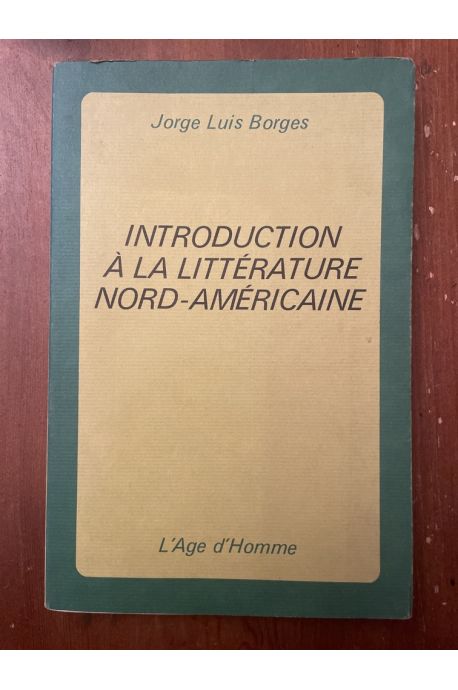 Jorge Luis Borges
INTRODUCTION
À LA LITTÉRATURE
NORD-AMÉRICAINE
L'Age d'Homme